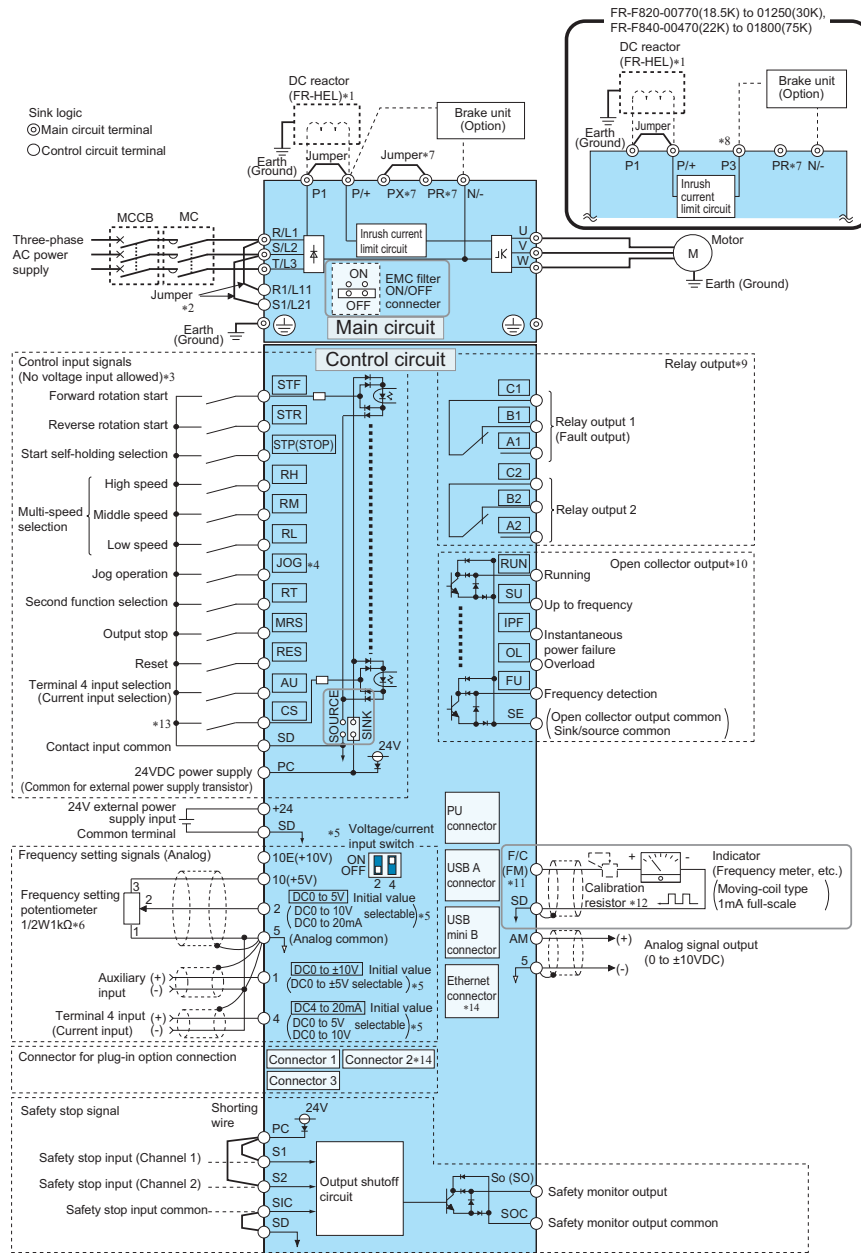 FR-F820-00770(18.5K) to 01250(30K),
FR-F840-00470(22K) to 01800(75K)
DC reactor
(FR-HEL)*1
Brake unit
(Option)
Earth
(Ground)
Jumper
*8
P1
P/+
P3
PR*7
N/-
Inrush
current
limit circuit
Sink logic
Main circuit terminal
Control circuit terminal
DC reactor
(FR-HEL)*1
Brake unit
(Option)
Earth
(Ground)
Jumper
Jumper*7
P1
P/+
PX*7
PR*7
N/-
MCCB
MC
Three-phase
AC power
supply
R/L1
S/L2
T/L3
R1/L11
S1/L21
Jumper
*2
Earth
(Ground)
Inrush current
limit circuit
ON
OFF
EMC filter
ON/OFF
connecter
Main circuit
U
V
W
Motor
M
Earth (Ground)
Control circuit
Control input signals
(No voltage input allowed)*3
Forward rotation start
STF
Reverse rotation start
STR
Start self-holding selection
STP(STOP)
Multi-speed
selection
High speed
RH
Middle speed
RM
Low speed
RL
Jog operation
JOG *4
Second function selection
RT
Output stop
MRS
Reset
RES
Terminal 4 input selection
(Current input selection)
AU
*13
CS
Contact input common
SD
SOURCE
SINK
24V
24VDC power supply
(Common for external power supply transistor)
PC
24V external power
supply input
+24
Common terminal
SD
Relay output*9
C1
B1
A1
Relay output 1
(Fault output)
C2
B2
A2
Relay output 2
Open collector output*10
RUN
Running
SU
Up to frequency
IPF
Instantaneous
power failure
OL
Overload
FU
Frequency detection
SE
(Open collector output common
Sink/source common)
Frequency setting signals (Analog)
*5
Voltage/current
input switch
ON
OFF
2 4
10E(+10V)
10(+5V)
Frequency setting
potentiometer
1/2W1kΩ*6
3
2
1
2
DC0 to 5V Initial value
(DC0 to 10V
DC0 to 20mA selectable)*5
5
(Analog common)
Auxiliary
input
(+)
(-)
1
DC0 to ±10V Initial value
(DC0 to ±5V selectable)*5
Terminal 4 input
(Current input)
(+)
(-)
4
DC4 to 20mA Initial value
(DC0 to 5V
DC0 to 10V selectable)*5
PU
connector
USB A
connector
USB
mini B
connector
Ethernet
connector
*14
F/C
(FM)
*11
SD
Calibration
resistor *12
+
-
Indicator
(Frequency meter, etc.)
(Moving-coil type
1mA full-scale
AM
5
(+)
(-)
Analog signal output
(0 to ±10VDC)
Connector for plug-in option connection
Connector 1
Connector 2*14
Connector 3
Safety stop signal
Shorting
wire
24V
PC
Safety stop input (Channel 1)
S1
Safety stop input (Channel 2)
S2
Safety stop input common
SIC
SD
Output shutoff
circuit
So (SO)
Safety monitor output
SOC
Safety monitor output common